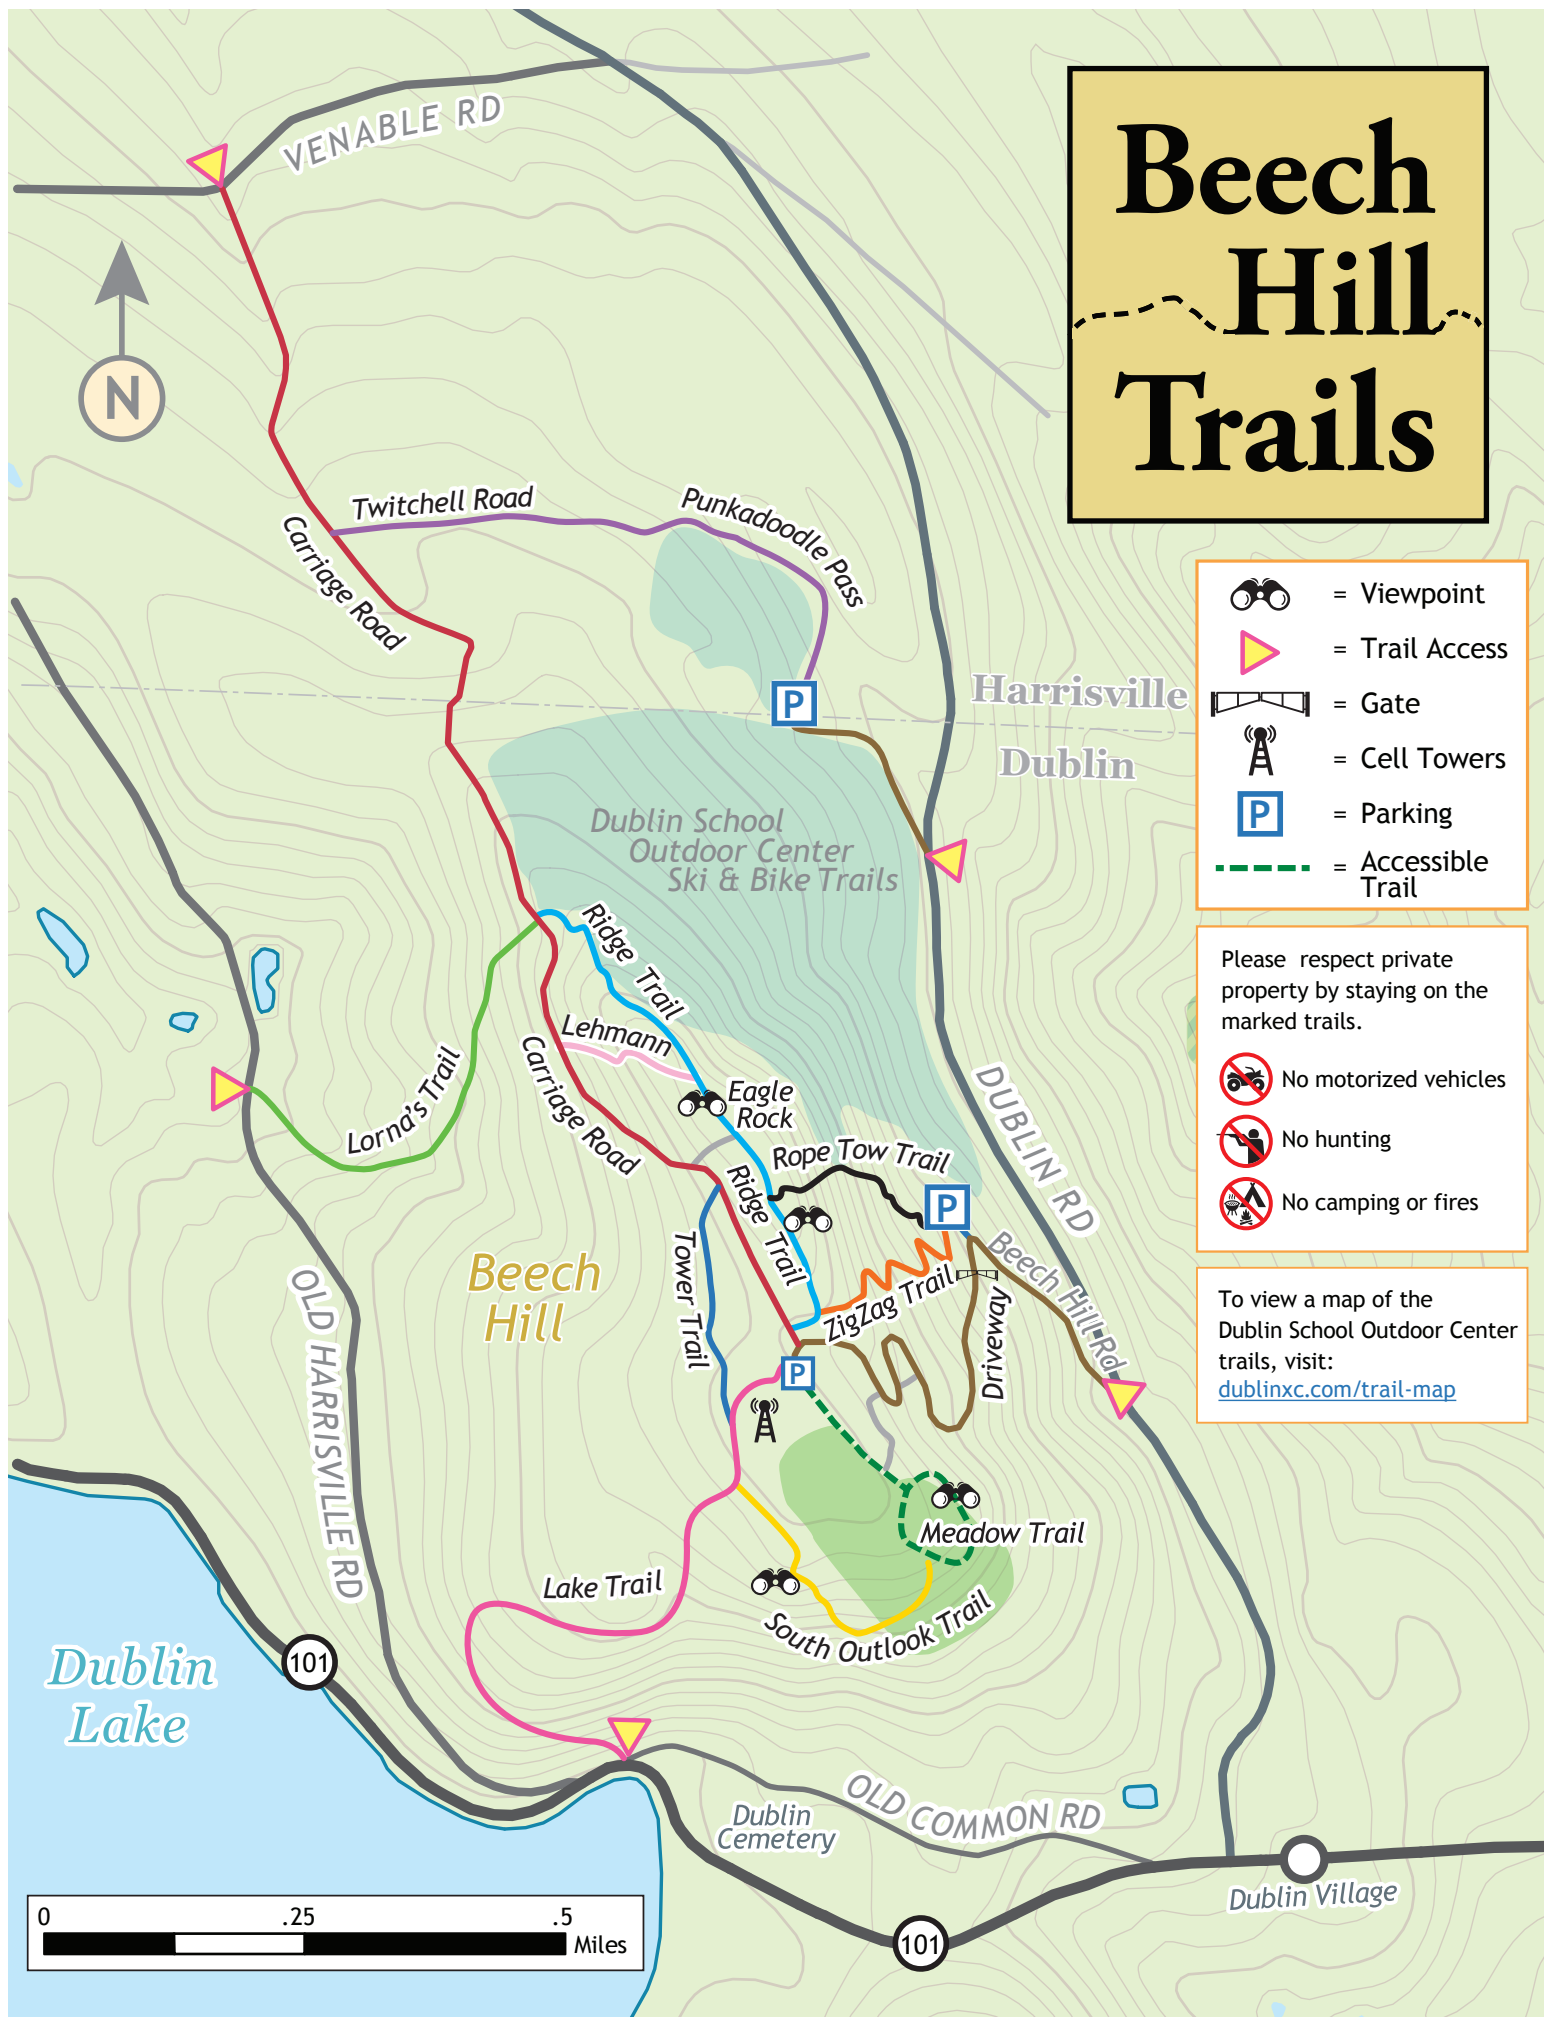 VENABLE RD
Beech
Hill
Trails
N
Twitchell Road
Punkadoodle Pass
Carriage Road
P
Harrisville
Dublin
= Viewpoint
= Trail Access
= Gate
= Cell Towers
P = Parking
= Accessible
Trail
Dublin School
Outdoor Center
Ski & Bike Trails
Please respect private
property by staying on the
marked trails.
No motorized vehicles
No hunting
No camping or fires
To view a map of the
Dublin School Outdoor Center
trails, visit:
dublinxc.com/trail-map
Ridge Trail
Lehmann
Carriage Road
Lorna's Trail
Eagle
Rock
DUBLIN RD
Rope Tow Trail
Ridge Trail
P
Beech Hill Rd
Tower Trail
ZigZag Trail
Driveway
Beech
Hill
OLD HARRISVILLE RD
P
Meadow Trail
Lake Trail
South Outlook Trail
Dublin
Lake
101
OLD COMMON RD
Dublin
Cemetery
Dublin Village
101
0 .25 .5
Miles